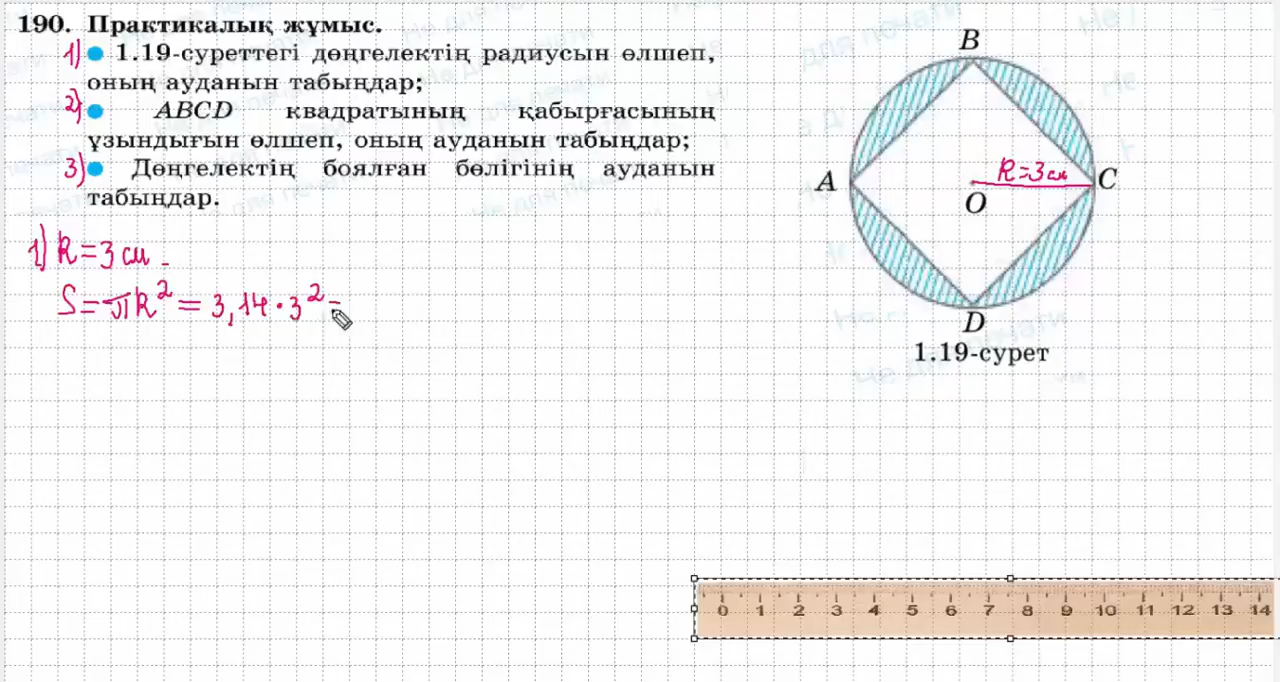 190. Практикалық жұмыс.
1) • 1.19-суреттегі дөңгелектің радиусын өлшеп,
оның ауданын табыңдар;
2) • ABCD квадратының қабырғасының
ұзындығын өлшеп, оның ауданын табыңдар;
3) • Дөңгелектің боялған бөлігінің ауданын
табыңдар.
1) R = 3 см
S = πR² = 3,14 · 3² =
B
A
R=3 см
C
O
D
1.19-сурет
0 1 2 3 4 5 6 7 8 9 10 11 12 13 14